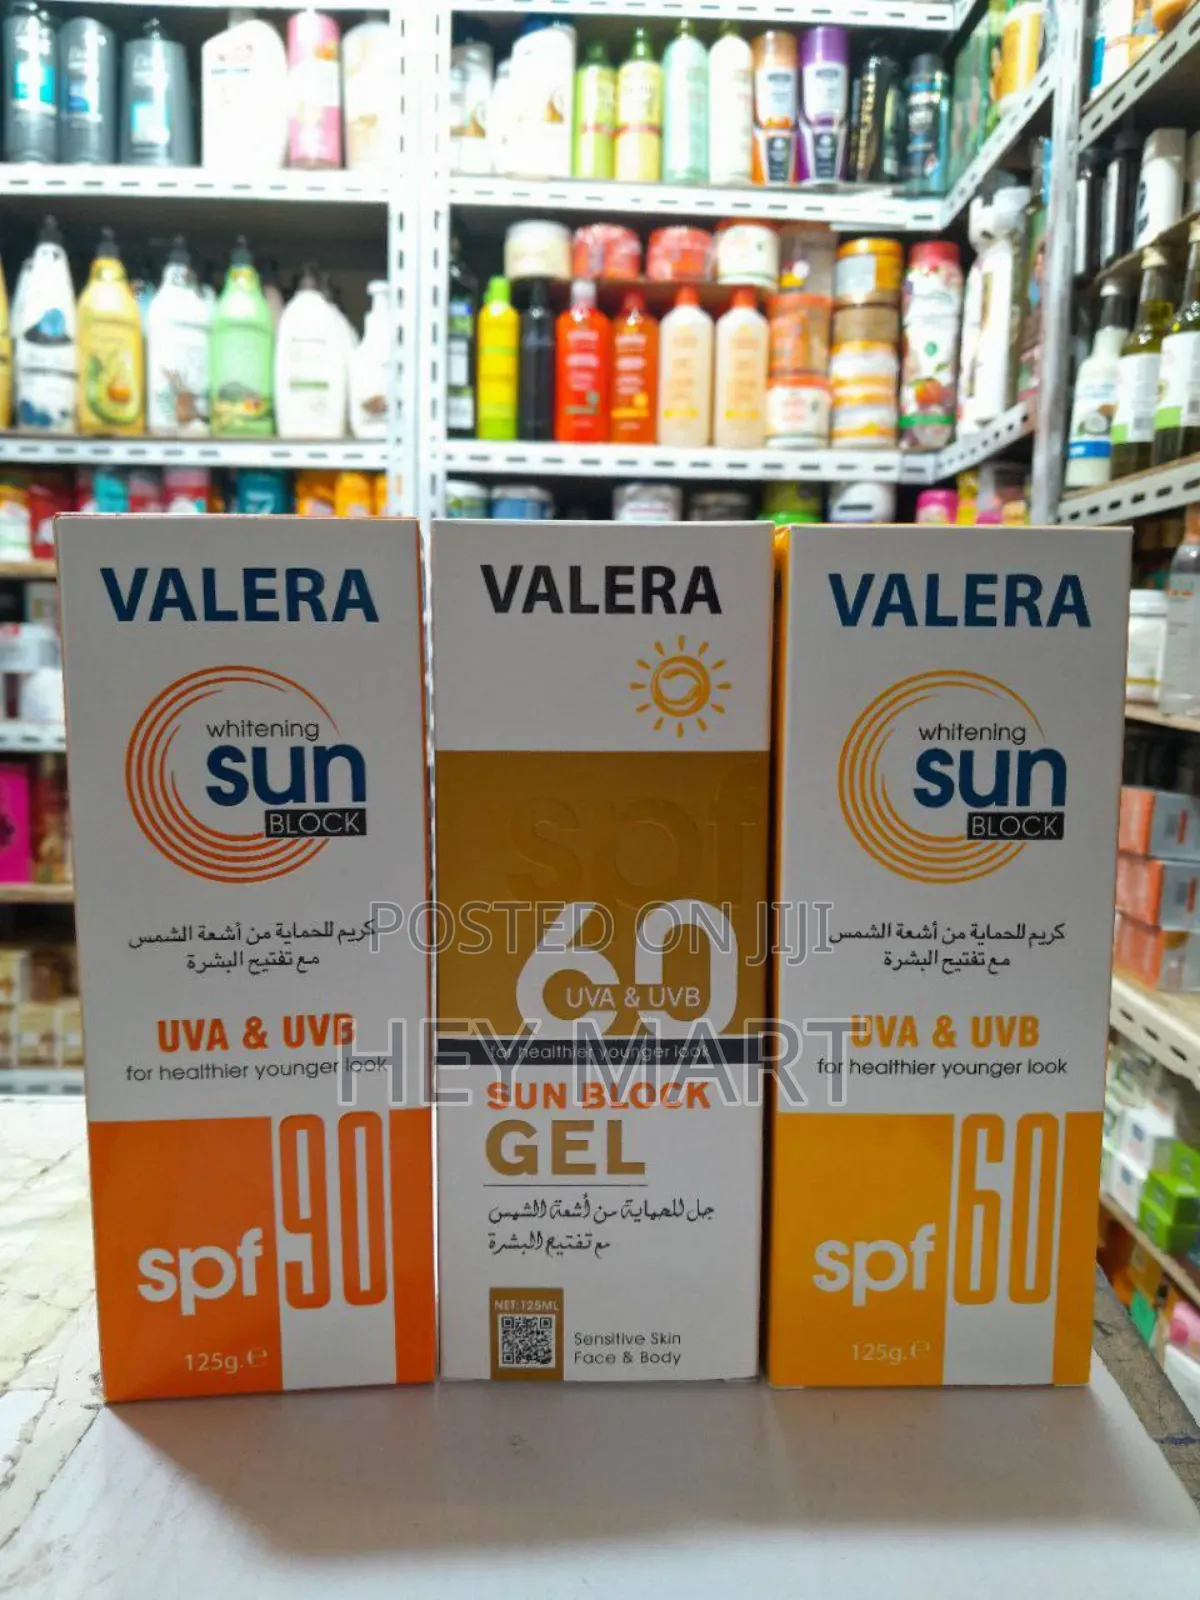 VALERA
whitening
sun
BLOCK
كريم للحماية من أشعة الشمس
مع تفتيح البشرة
UVA & UVB
for healthier younger look
spf 90
125g. ℮
VALERA
spf
60
UVA & UVB
for healthier younger look
SUN BLOCK
GEL
جل للحماية من أشعة الشمس
مع تفتيح البشرة
NET:125ML
Sensitive Skin
Face & Body
VALERA
whitening
sun
BLOCK
كريم للحماية من أشعة الشمس
مع تفتيح البشرة
UVA & UVB
for healthier younger look
spf 60
125g. ℮
POSTED ON JIJI
HEY MART